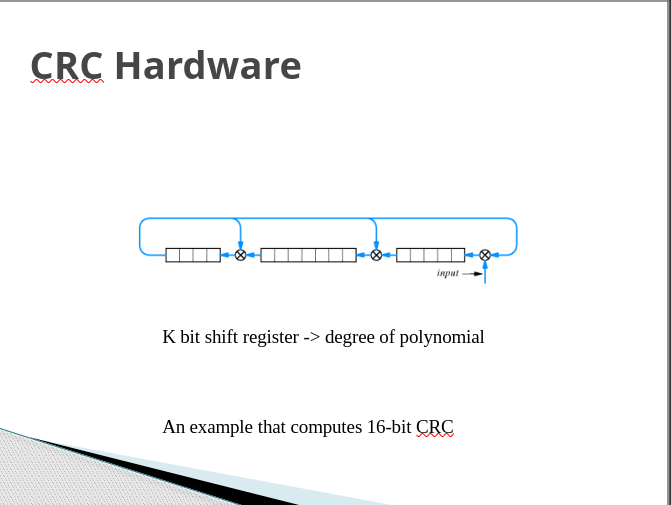 CRC Hardware
input
K bit shift register -> degree of polynomial
An example that computes 16-bit CRC